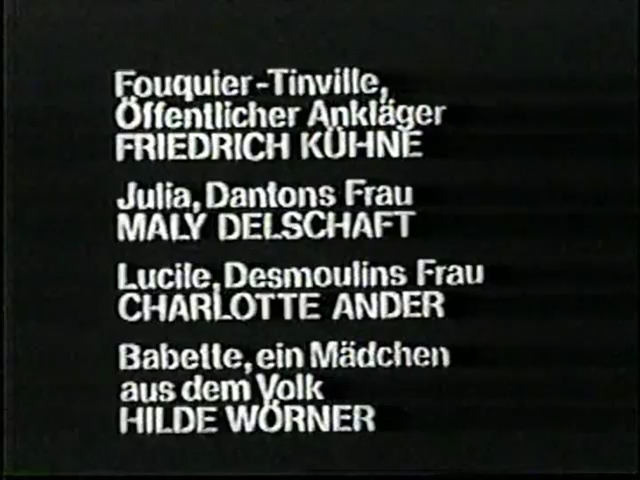 Fouquier-Tinville,
Öffentlicher Ankläger
FRIEDRICH KÜHNE
Julia, Dantons Frau
MALY DELSCHAFT
Lucile, Desmoulins Frau
CHARLOTTE ANDER
Babette, ein Mädchen
aus dem Volk
HILDE WÖRNER